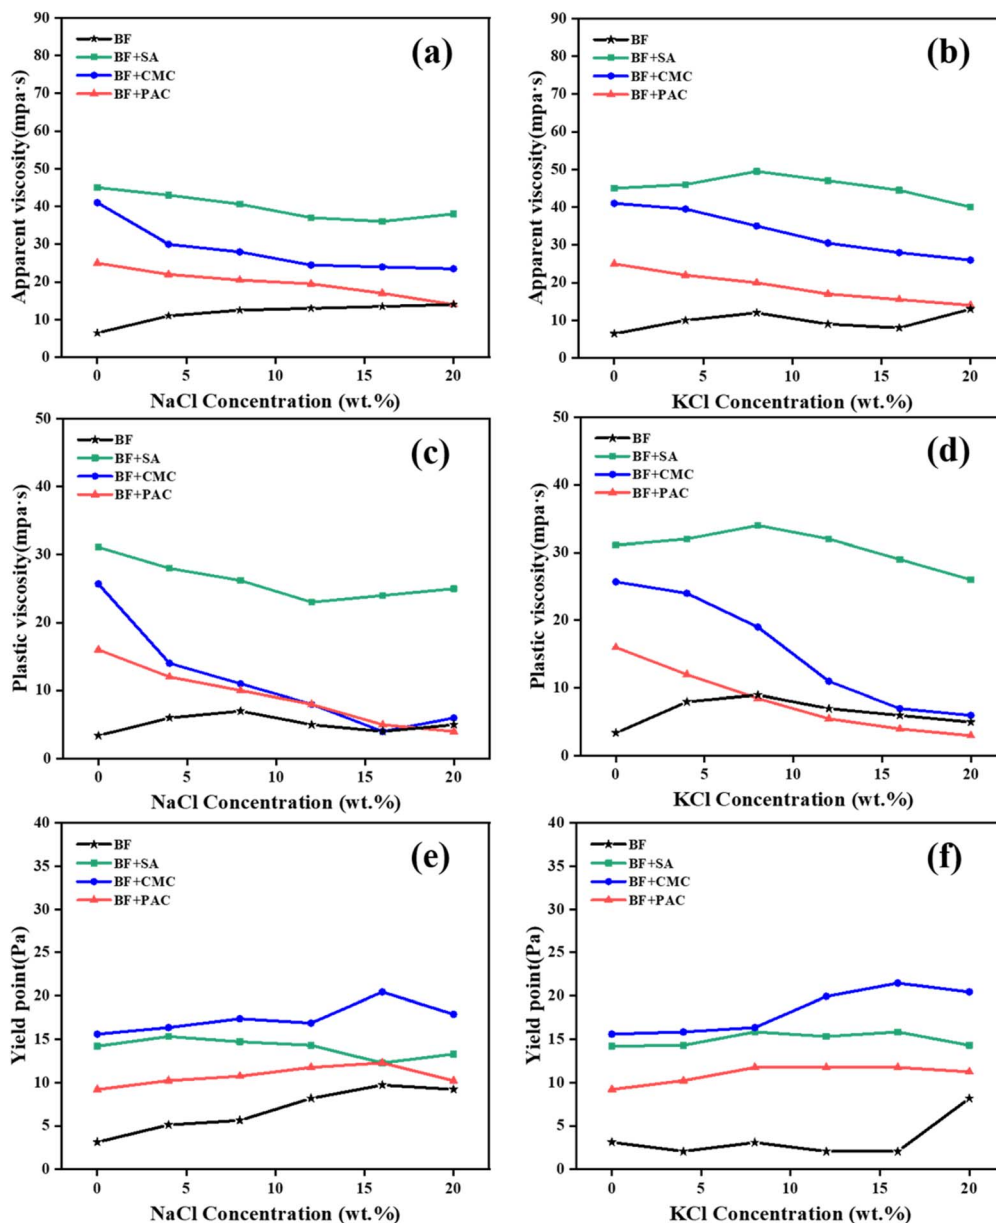 (a)
BF
BF+SA
BF+CMC
BF+PAC
Apparent viscosity(mpa·s)
90
80
70
60
50
40
30
20
10
0
0 5 10 15 20
NaCl Concentration (wt.%)
(b)
BF
BF+SA
BF+CMC
BF+PAC
Apparent viscosity(mpa·s)
90
80
70
60
50
40
30
20
10
0
0 5 10 15 20
KCl Concentration (wt.%)
(c)
BF
BF+SA
BF+CMC
BF+PAC
Plastic viscosity(mpa·s)
50
40
30
20
10
0
0 5 10 15 20
NaCl Concentration (wt.%)
(d)
BF
BF+SA
BF+CMC
BF+PAC
Plastic viscosity(mpa·s)
50
40
30
20
10
0
0 5 10 15 20
KCl Concentration (wt.%)
(e)
BF
BF+SA
BF+CMC
BF+PAC
Yield point(Pa)
40
35
30
25
20
15
10
5
0
0 5 10 15 20
NaCl Concentration (wt.%)
(f)
BF
BF+SA
BF+CMC
BF+PAC
Yield point(Pa)
40
35
30
25
20
15
10
5
0
0 5 10 15 20
KCl Concentration (wt.%)